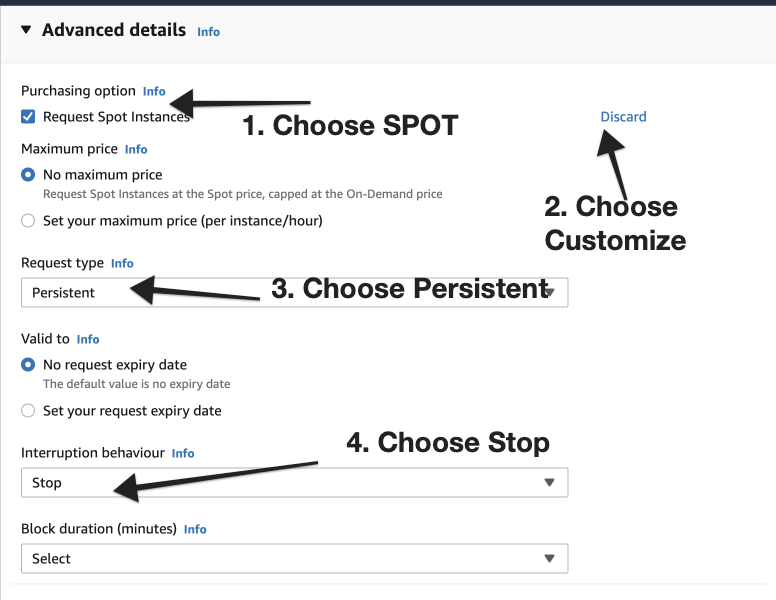 Advanced details Info
Purchasing option Info
Request Spot Instances
1. Choose SPOT
Discard
Maximum price Info
No maximum price
Request Spot Instances at the Spot price, capped at the On-Demand price
2. Choose
Customize
Set your maximum price (per instance/hour)
Request type Info
Persistent
3. Choose Persistent
Valid to Info
No request expiry date
The default value is no expiry date
Set your request expiry date
4. Choose Stop
Interruption behaviour Info
Stop
Block duration (minutes) Info
Select